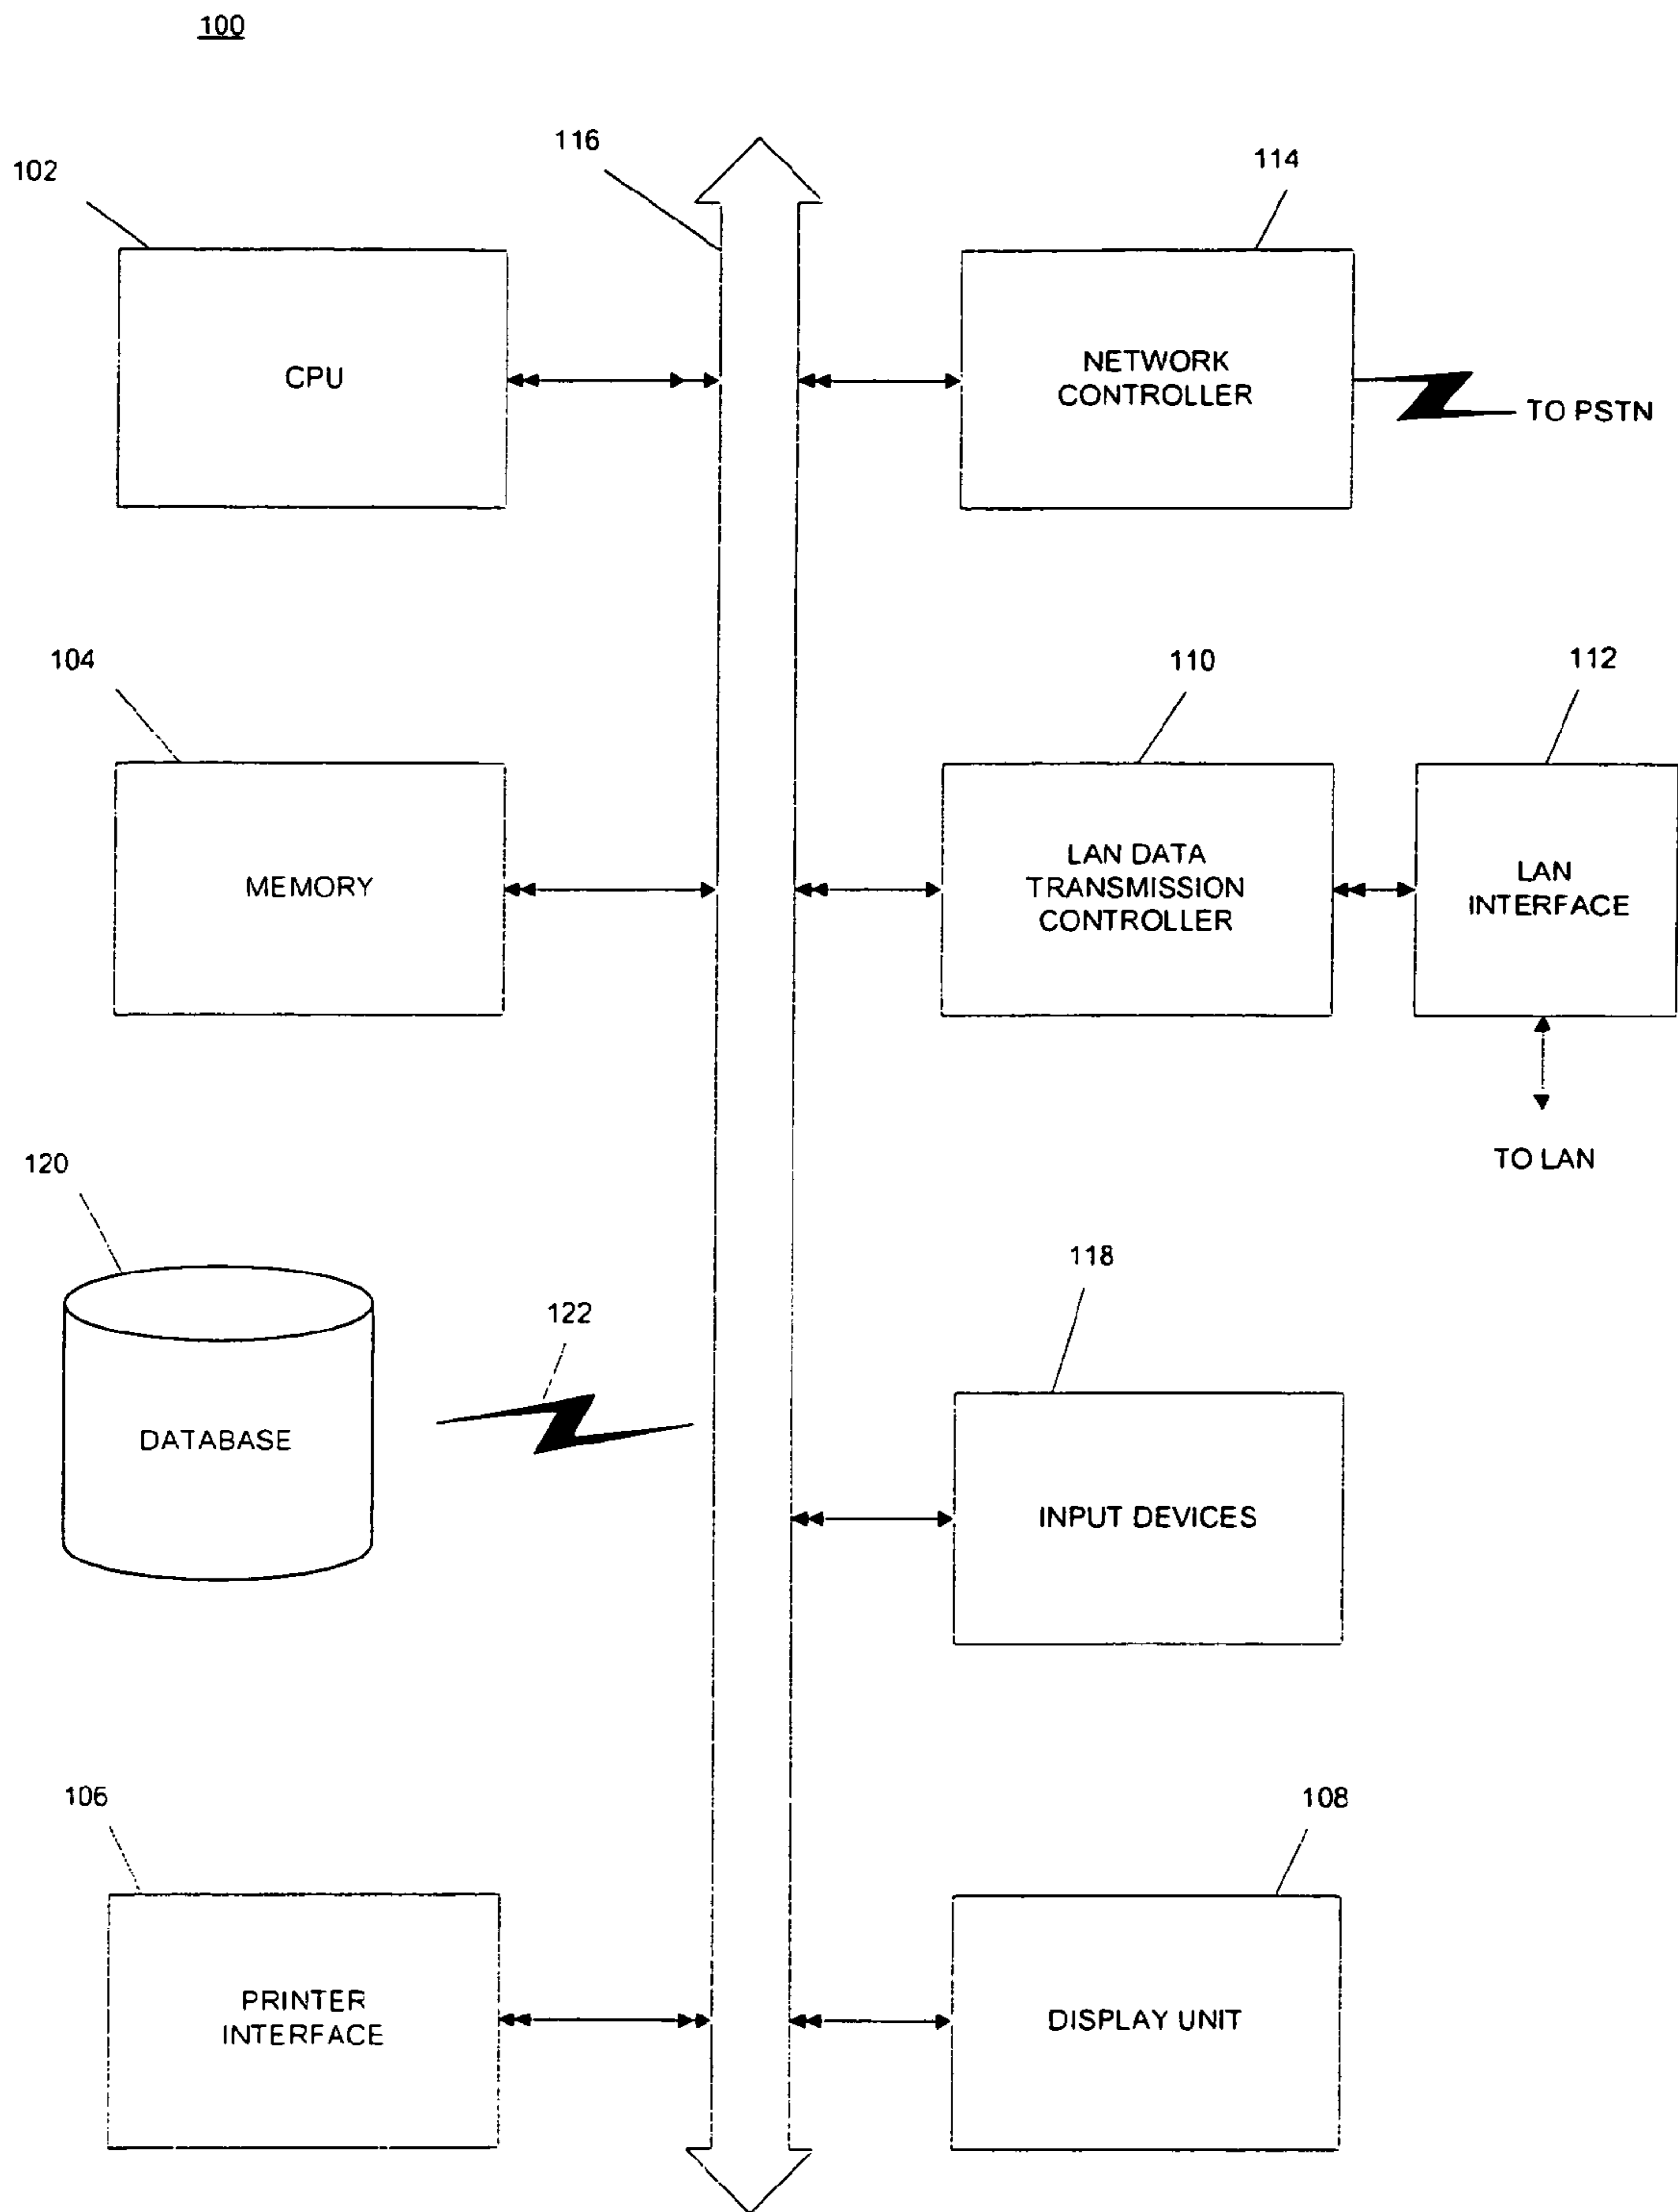 100
116
114
102
CPU
NETWORK
CONTROLLER
TO PSTN
104
110
112
MEMORY
LAN DATA
TRANSMISSION
CONTROLLER
LAN
INTERFACE
TO LAN
120
118
122
DATABASE
INPUT DEVICES
106
108
PRINTER
INTERFACE
DISPLAY UNIT